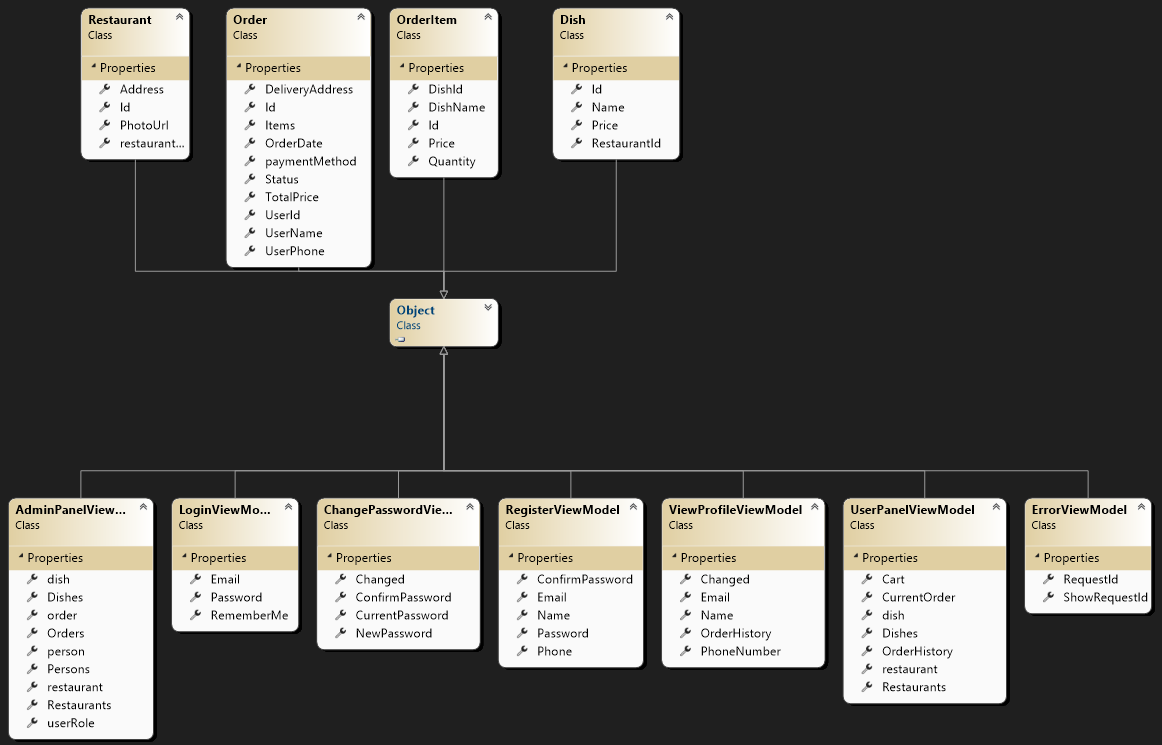 Restaurant
Class
Properties
Address
Id
PhotoUrl
restaurant...
Order
Class
Properties
DeliveryAddress
Id
Items
OrderDate
paymentMethod
Status
TotalPrice
UserId
UserName
UserPhone
OrderItem
Class
Properties
DishId
DishName
Id
Price
Quantity
Dish
Class
Properties
Id
Name
Price
RestaurantId
Object
Class
AdminPanelView...
Class
Properties
dish
Dishes
order
Orders
person
Persons
restaurant
Restaurants
userRole
LoginViewMo...
Class
Properties
Email
Password
RememberMe
ChangePasswordVie...
Class
Properties
Changed
ConfirmPassword
CurrentPassword
NewPassword
RegisterViewModel
Class
Properties
ConfirmPassword
Email
Name
Password
Phone
ViewProfileViewModel
Class
Properties
Changed
Email
Name
OrderHistory
PhoneNumber
UserPanelViewModel
Class
Properties
Cart
CurrentOrder
dish
Dishes
OrderHistory
restaurant
Restaurants
ErrorViewModel
Class
Properties
RequestId
ShowRequestId